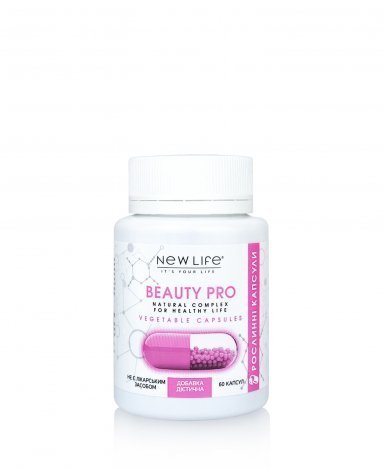 NEW LIFE®
IT'S YOUR LIFE
BEAUTY PRO
NATURAL COMPLEX
FOR HEALTHY LIFE
VEGETABLE CAPSULES
НЕ Є ЛІКАРСЬКИМ
ЗАСОБОМ
ДОБАВКА
ДІЄТИЧНА
60 КАПСУЛ
РОСЛИННІ КАПСУЛИ